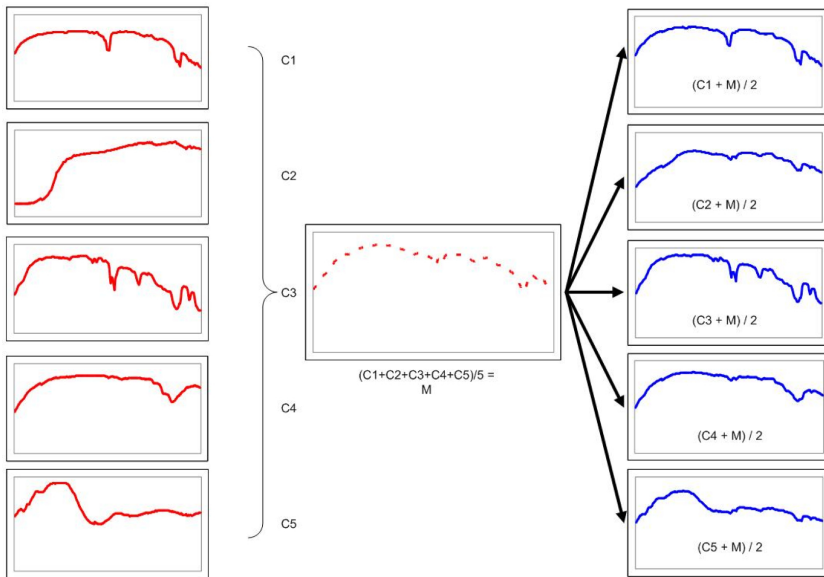 C1
C2
C3
C4
C5
(C1+C2+C3+C4+C5)/5 =
M
(C1 + M) / 2
(C2 + M) / 2
(C3 + M) / 2
(C4 + M) / 2
(C5 + M) / 2